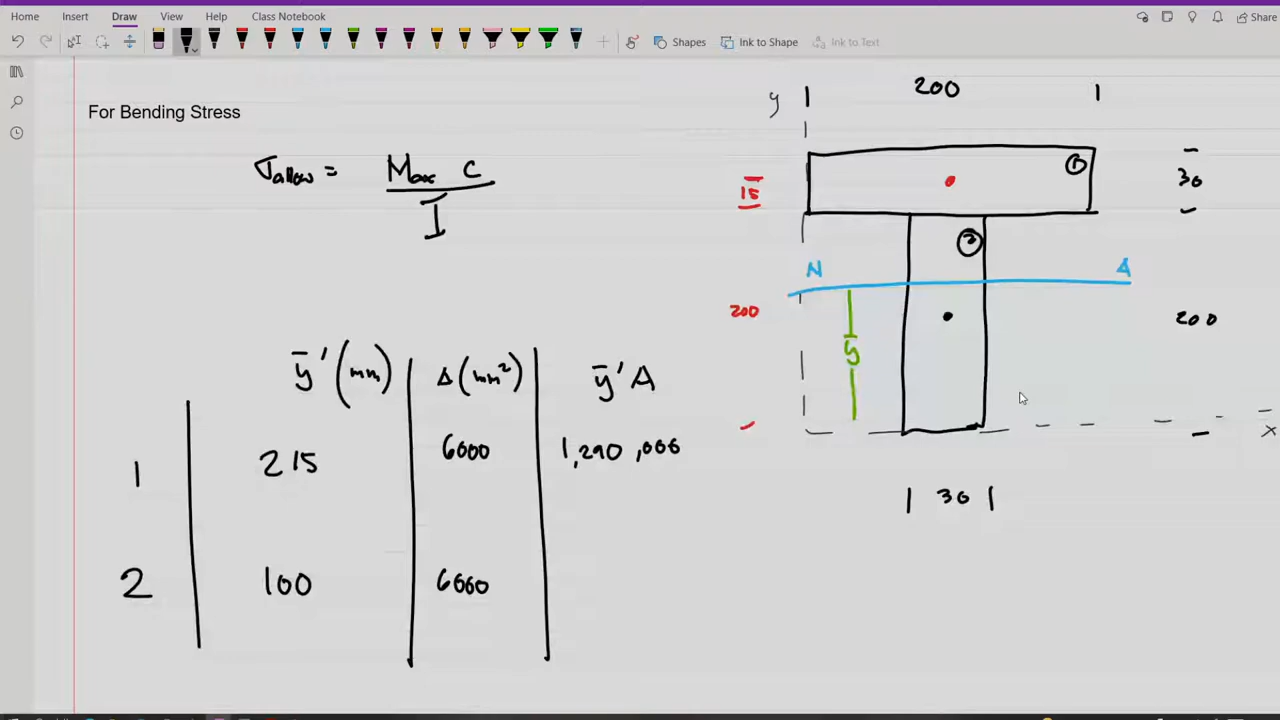 Home Insert Draw View Help Class Notebook Share
Shapes Ink to Shape Ink to Text
For Bending Stress
σallow = Max C
I
y 200
1 30
15
N A
2
200 ȳ 200
x
30
ȳ' (mm) A (mm²) ȳ' A
1 215 6000 1,290,000
2 100 6000